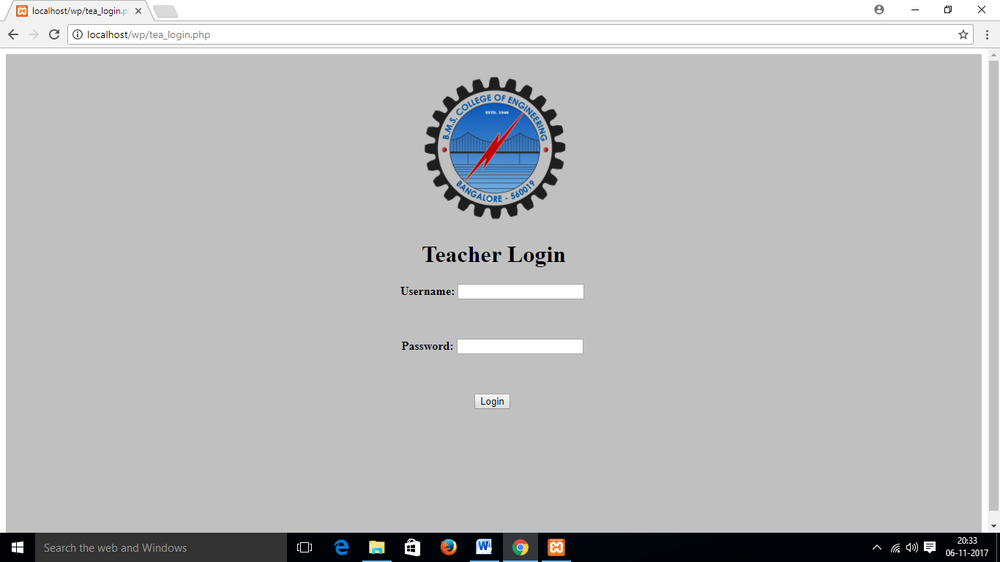 localhost/wp/tea_login.p
localhost/wp/tea_login.php
B.M.S. COLLEGE OF ENGINEERING
ESTD. 1946
BANGALORE - 560019
Teacher Login
Username:
Password:
Login
Search the web and Windows
20:33
06-11-2017